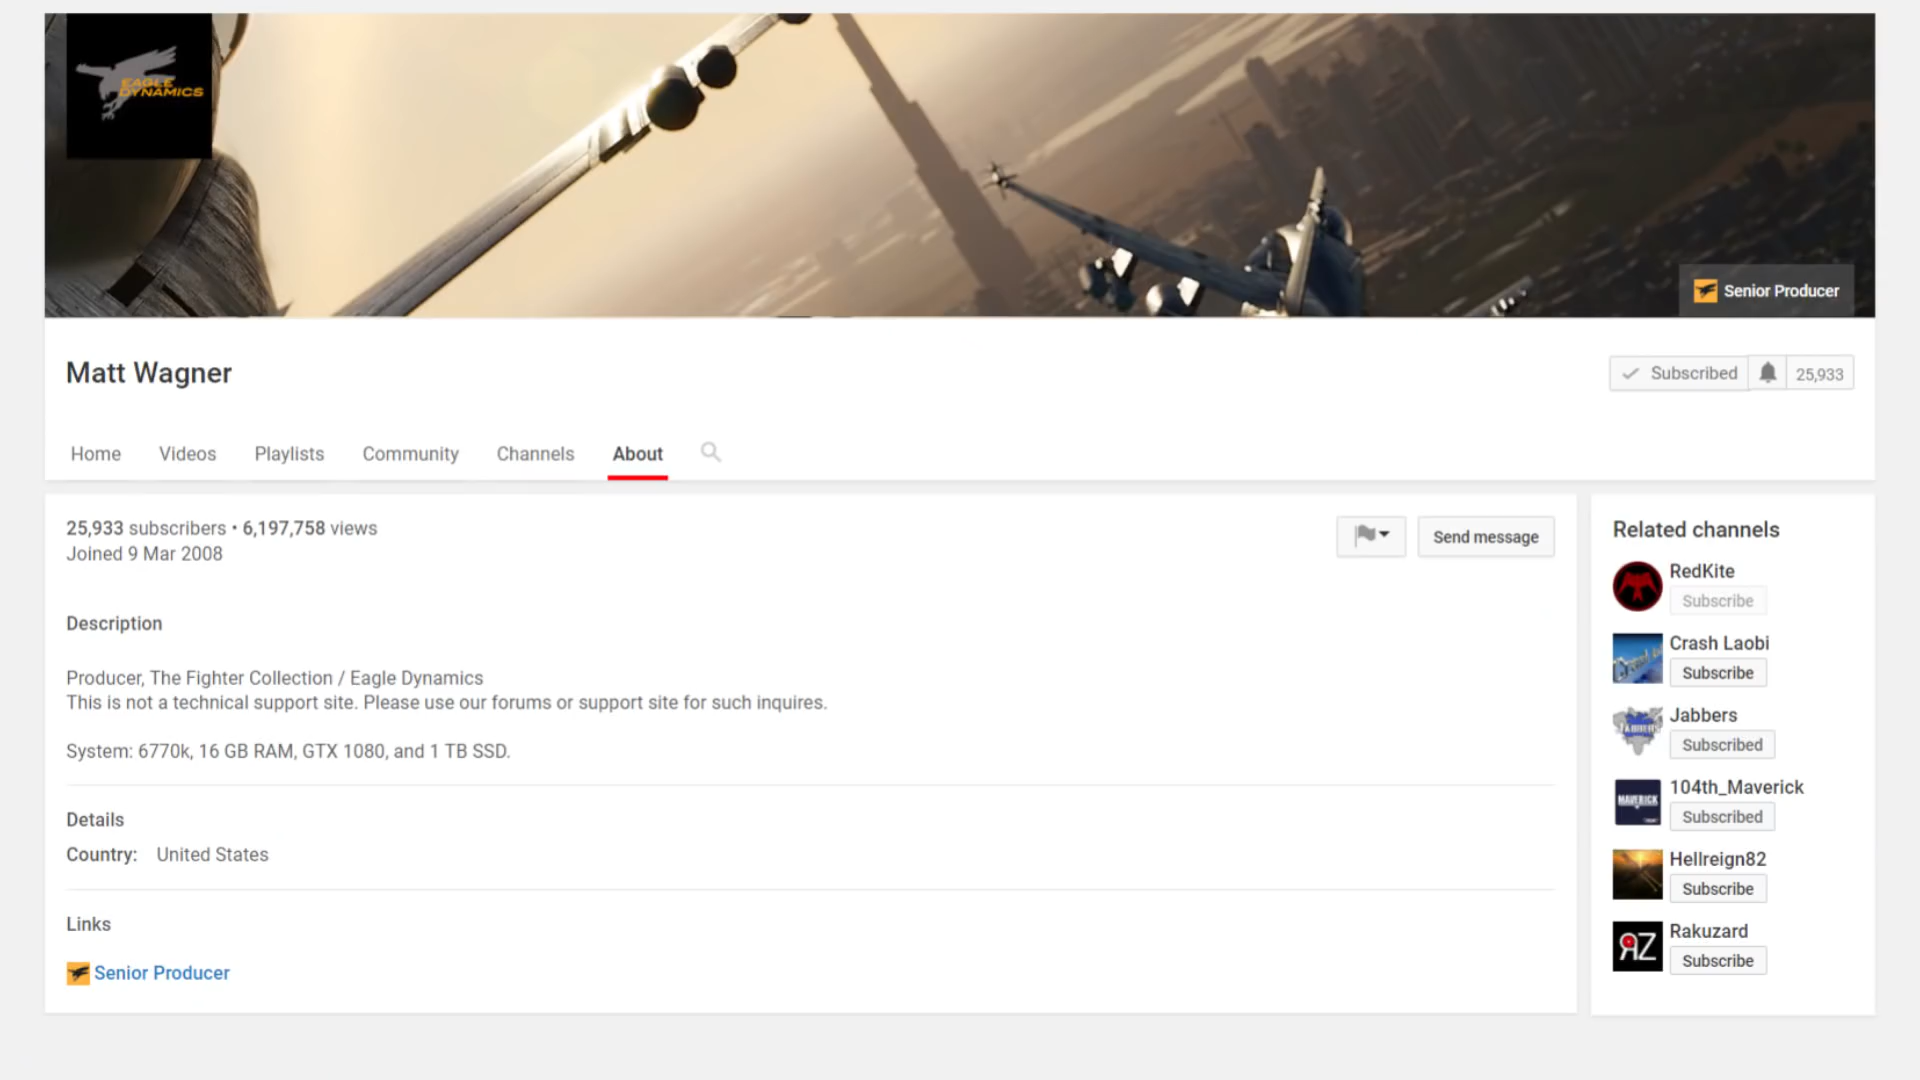 EAGLE
DYNAMICS
Senior Producer
Matt Wagner
Subscribed
25,933
Home
Videos
Playlists
Community
Channels
About
25,933 subscribers • 6,197,758 views
Joined 9 Mar 2008
Send message
Description
Producer, The Fighter Collection / Eagle Dynamics
This is not a technical support site. Please use our forums or support site for such inquires.
System: 6770k, 16 GB RAM, GTX 1080, and 1 TB SSD.
Details
Country: United States
Links
Senior Producer
Related channels
RedKite
Subscribe
Crash Laobi
Subscribe
Jabbers
Subscribed
104th_Maverick
MAVERICK
Subscribed
Hellreign82
Subscribe
Rakuzard
Subscribe